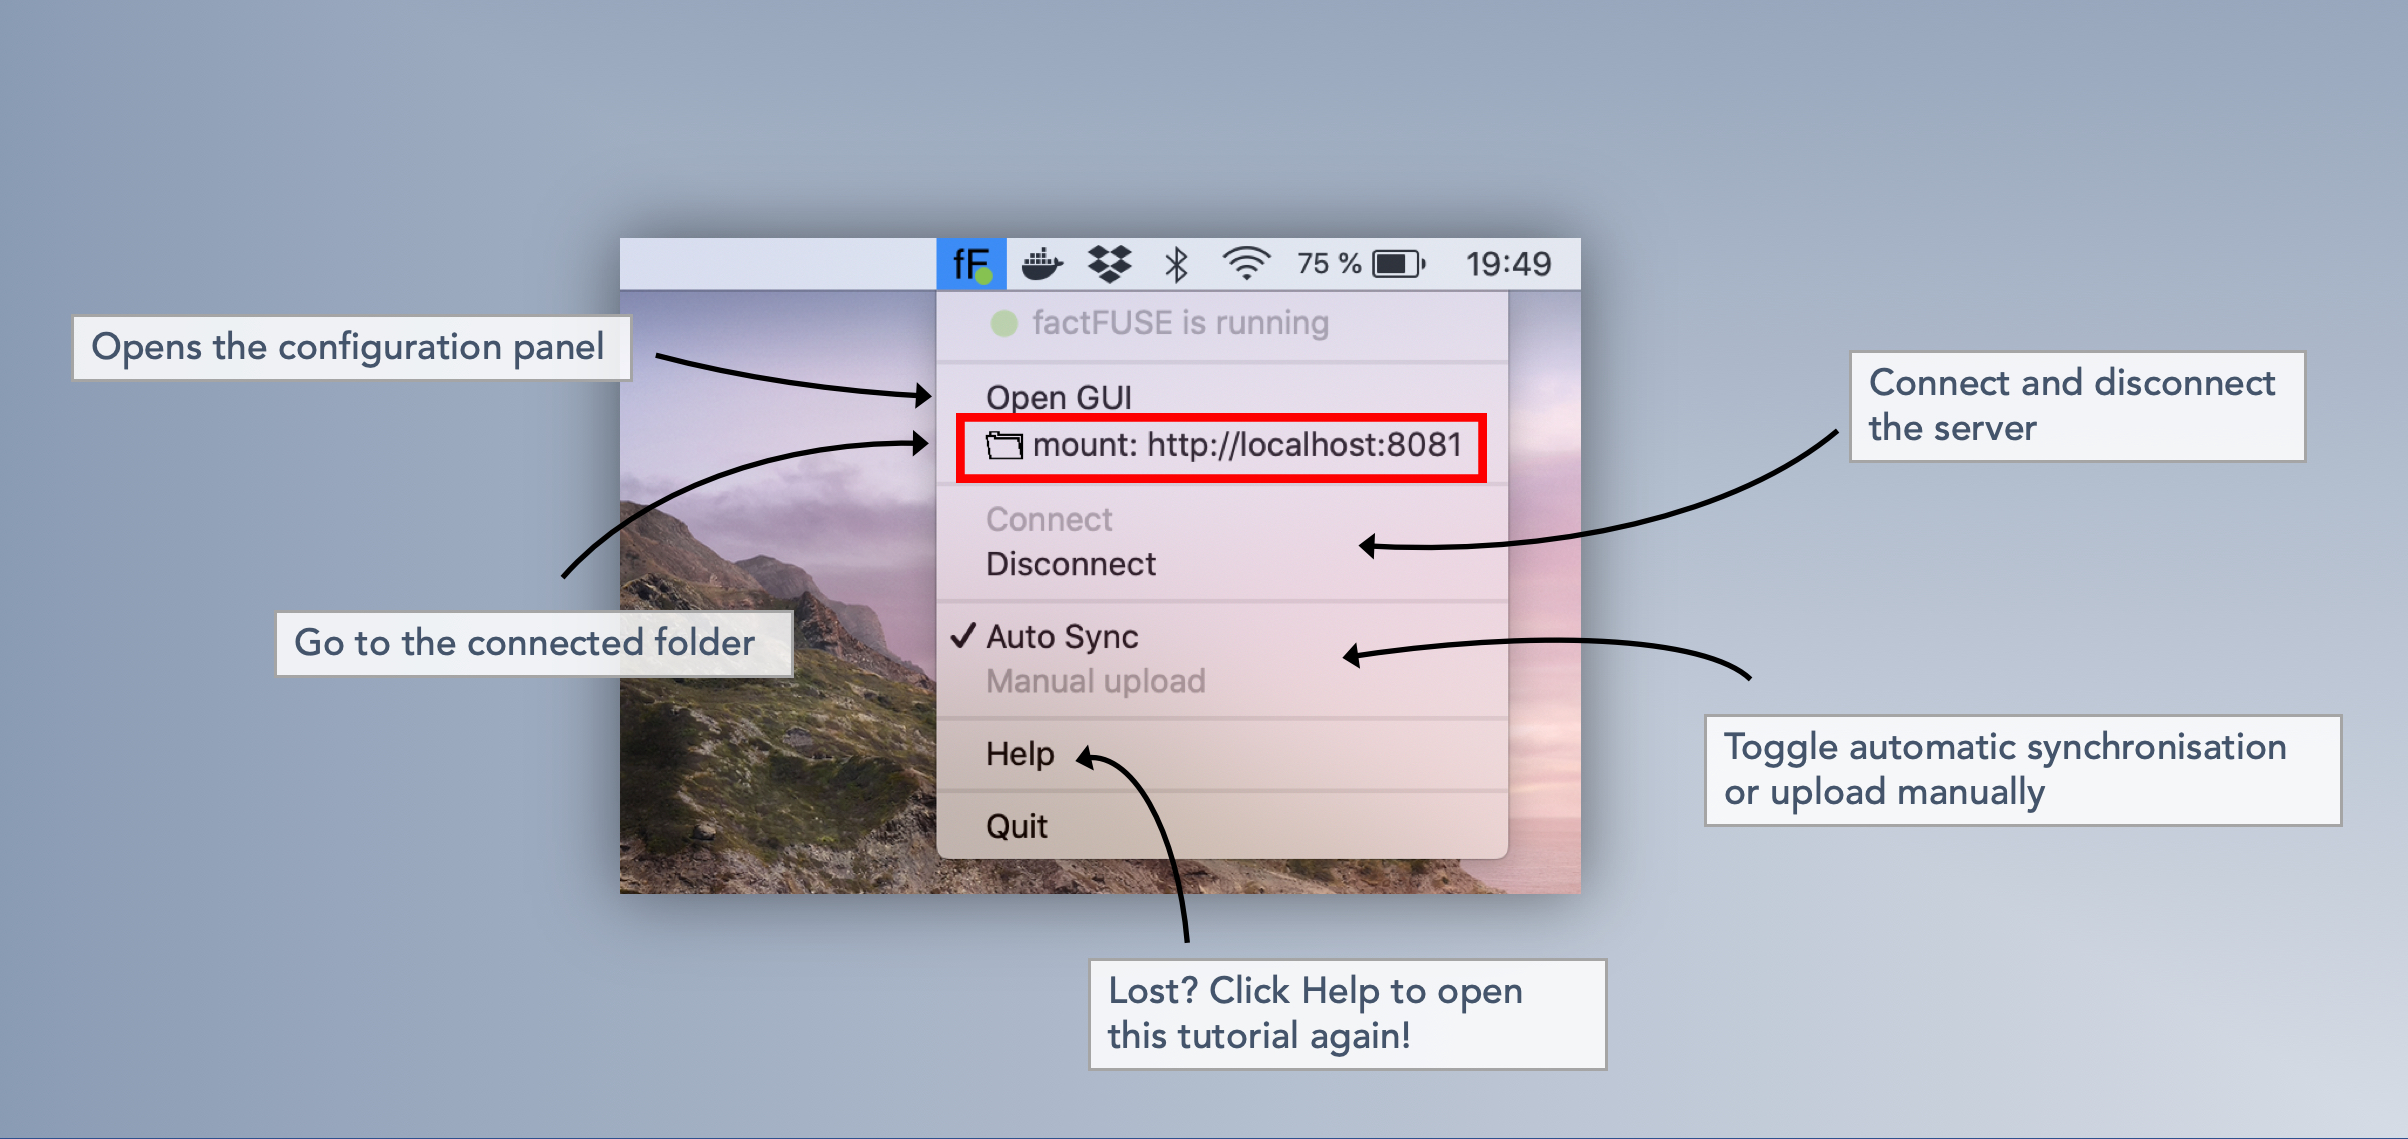 fF 75 % 19:49
factFUSE is running
Opens the configuration panel
Open GUI
mount: http://localhost:8081
Connect and disconnect
the server
Connect
Disconnect
Go to the connected folder
Auto Sync
Manual upload
Toggle automatic synchronisation
or upload manually
Help
Quit
Lost? Click Help to open
this tutorial again!